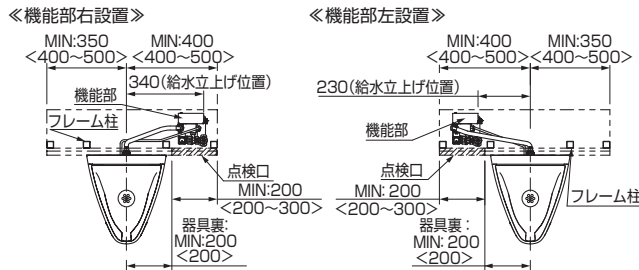 ≪機能部右設置≫
MIN:350
<400~500>
MIN:400
<400~500>
340(給水立上げ位置)
機能部
フレーム柱
点検口
MIN:200
<200~300>
器具裏:
MIN:200
<200>
≪機能部左設置≫
MIN:400
<400~500>
MIN:350
<400~500>
230(給水立上げ位置)
機能部
点検口
MIN: 200
<200~300>
フレーム柱
器具裏:
MIN:200
<200>